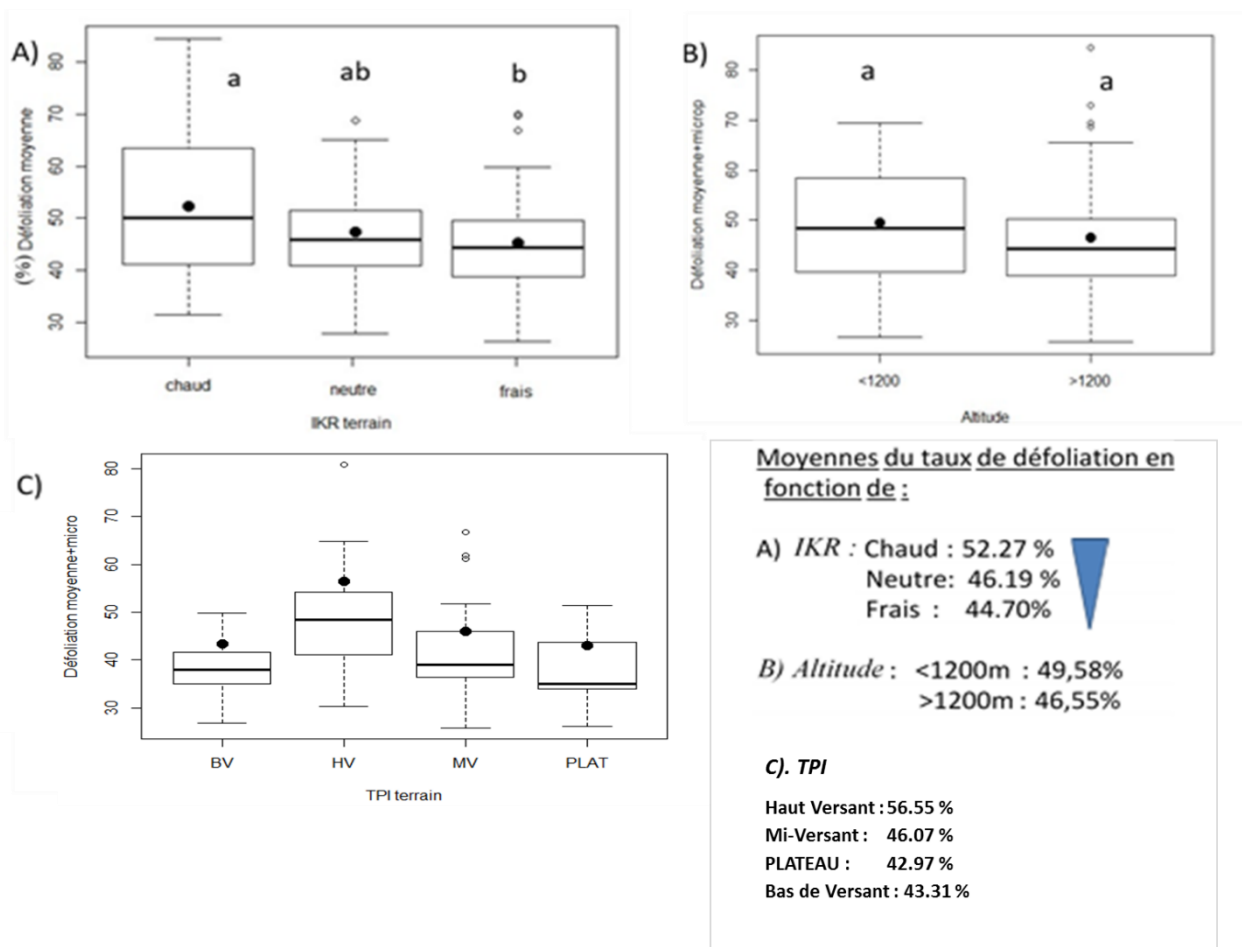 A)
(%) Défoliation moyenne
80
70
60
50
40
30
a
ab
b
chaud
neutre
frais
IKR terrain
B)
Défoliation moyenne+microp
80
70
60
50
40
30
a
a
<1200
>1200
Altitude
C)
Défoliation moyenne+micro
80
70
60
50
40
30
BV
HV
MV
PLAT
TPI terrain
Moyennes du taux de défoliation en
fonction de :
A) IKR : Chaud : 52.27 %
Neutre: 46.19 %
Frais : 44.70%
B) Altitude : <1200m : 49,58%
>1200m : 46,55%
C). TPI
Haut Versant : 56.55 %
Mi-Versant : 46.07 %
PLATEAU : 42.97 %
Bas de Versant : 43.31 %